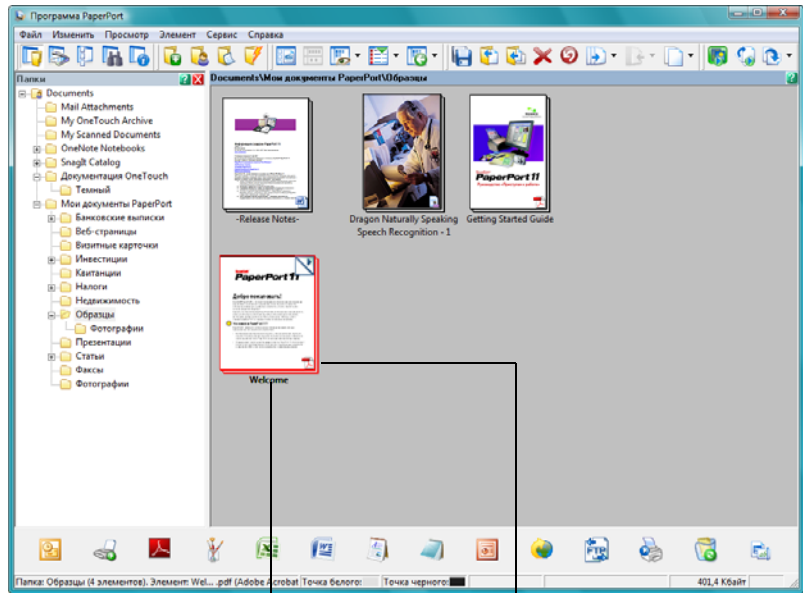 Программа PaperPort
Файл Изменить Просмотр Элемент Сервис Справка
Папки
Documents\Мои документы PaperPort\Образцы
Documents
Mail Attachments
My OneTouch Archive
My Scanned Documents
OneNote Notebooks
SnagIt Catalog
Документация OneTouch
Темный
Мои документы PaperPort
Банковские выписки
Веб-страницы
Визитные карточки
Инвестиции
Квитанции
Налоги
Недвижимость
Образцы
Фотографии
Презентации
Статьи
Факсы
Фотографии
-Release Notes-
Dragon Naturally Speaking
Speech Recognition - 1
PaperPort 11
Getting Started Guide
PaperPort 11
Добро пожаловать!
Welcome
FTP
Папка: Образцы (4 элементов). Элемент: Wel... .pdf (Adobe Acrobat Точка белого: Точка черного: 401,4 Кбайт